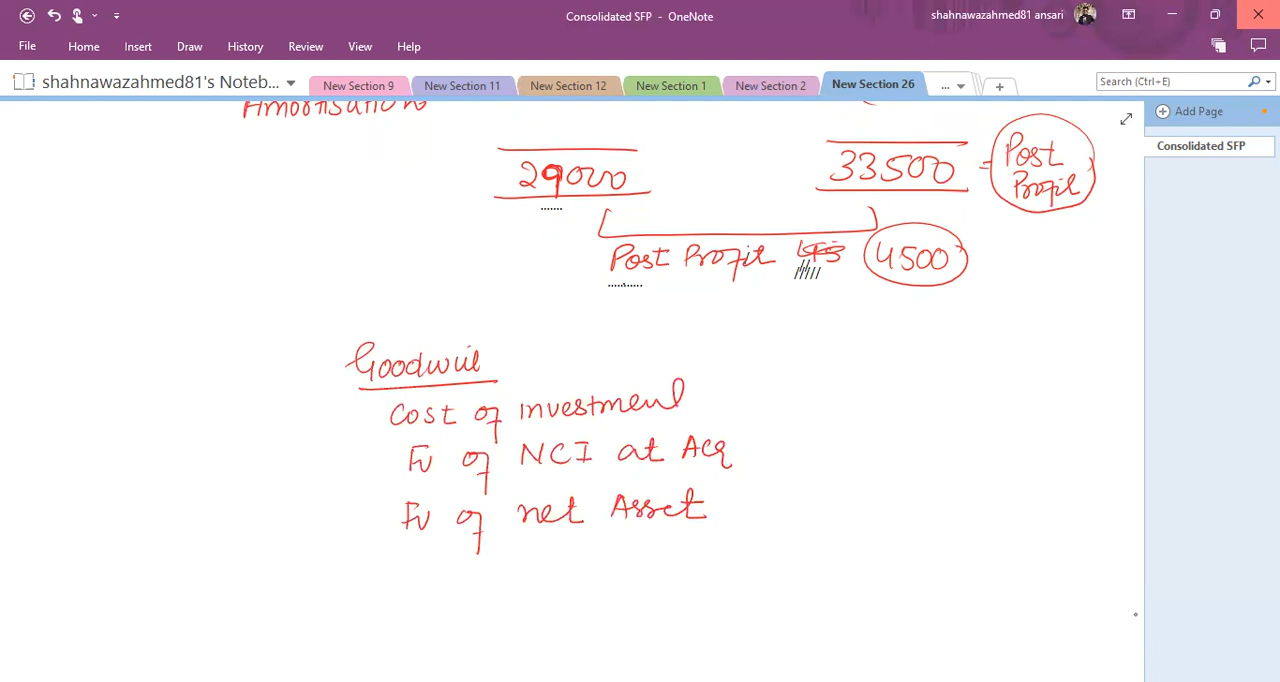 Consolidated SFP - OneNote
shahnawazahmed81 ansari
File Home Insert Draw History Review View Help
shahnawazahmed81's Noteb...
New Section 9 New Section 11 New Section 12 New Section 1 New Section 2 New Section 26 ...
Search (Ctrl+E)
Add Page
Consolidated SFP
Amortisation
29000 33500 = Post Profit
Post Profit 4500
Goodwill
Cost of investment
Fv of NCI at Acq
Fv of net Asset